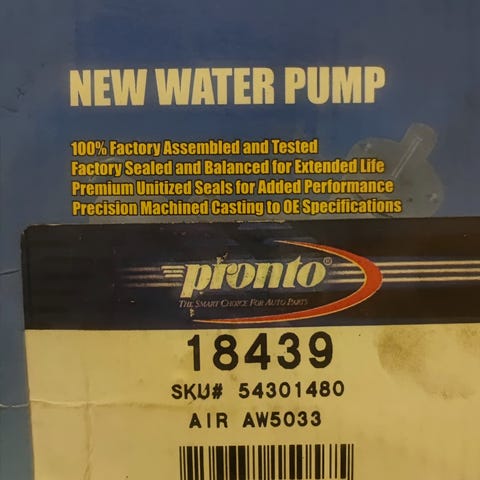 NEW WATER PUMP
100% Factory Assembled and Tested
Factory Sealed and Balanced for Extended Life
Premium Unitized Seals for Added Performance
Precision Machined Casting to OE Specifications
pronto®
THE SMART CHOICE FOR AUTO PARTS
18439
SKU# 54301480
AIR AW5033